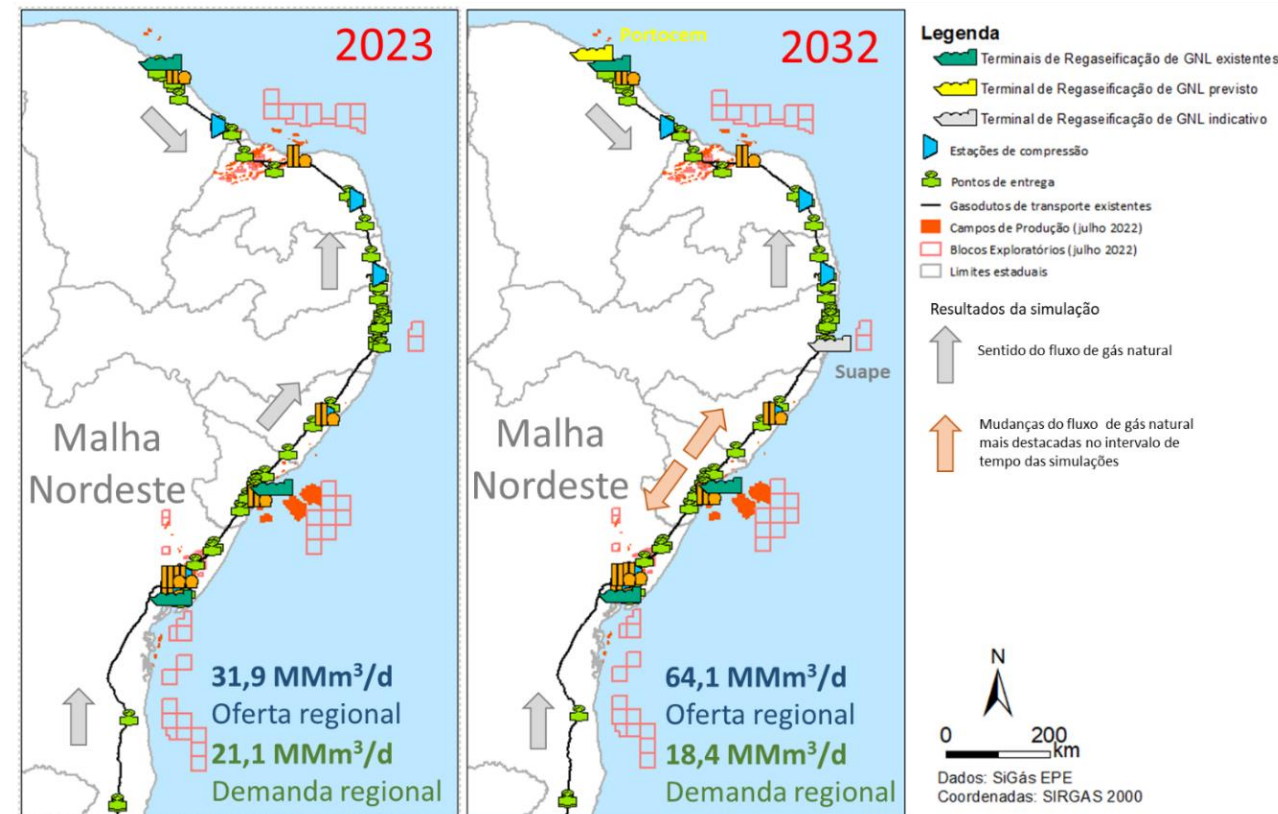 2023
Malha
Nordeste
31,9 MMm³/d
Oferta regional
21,1 MMm³/d
Demanda regional
2032
Portocem
Suape
Malha
Nordeste
64,1 MMm³/d
Oferta regional
18,4 MMm³/d
Demanda regional
Legenda
Terminais de Regaseificação de GNL existentes
Terminal de Regaseificação de GNL previsto
Terminal de Regaseificação de GNL indicativo
Estações de compressão
Pontos de entrega
Gasodutos de transporte existentes
Campos de Produção (julho 2022)
Blocos Exploratórios (julho 2022)
Limites estaduais
Resultados da simulação
Sentido do fluxo de gás natural
Mudanças do fluxo de gás natural
mais destacadas no intervalo de
tempo das simulações
N
0 200
km
Dados: SiGás EPE
Coordenadas: SIRGAS 2000